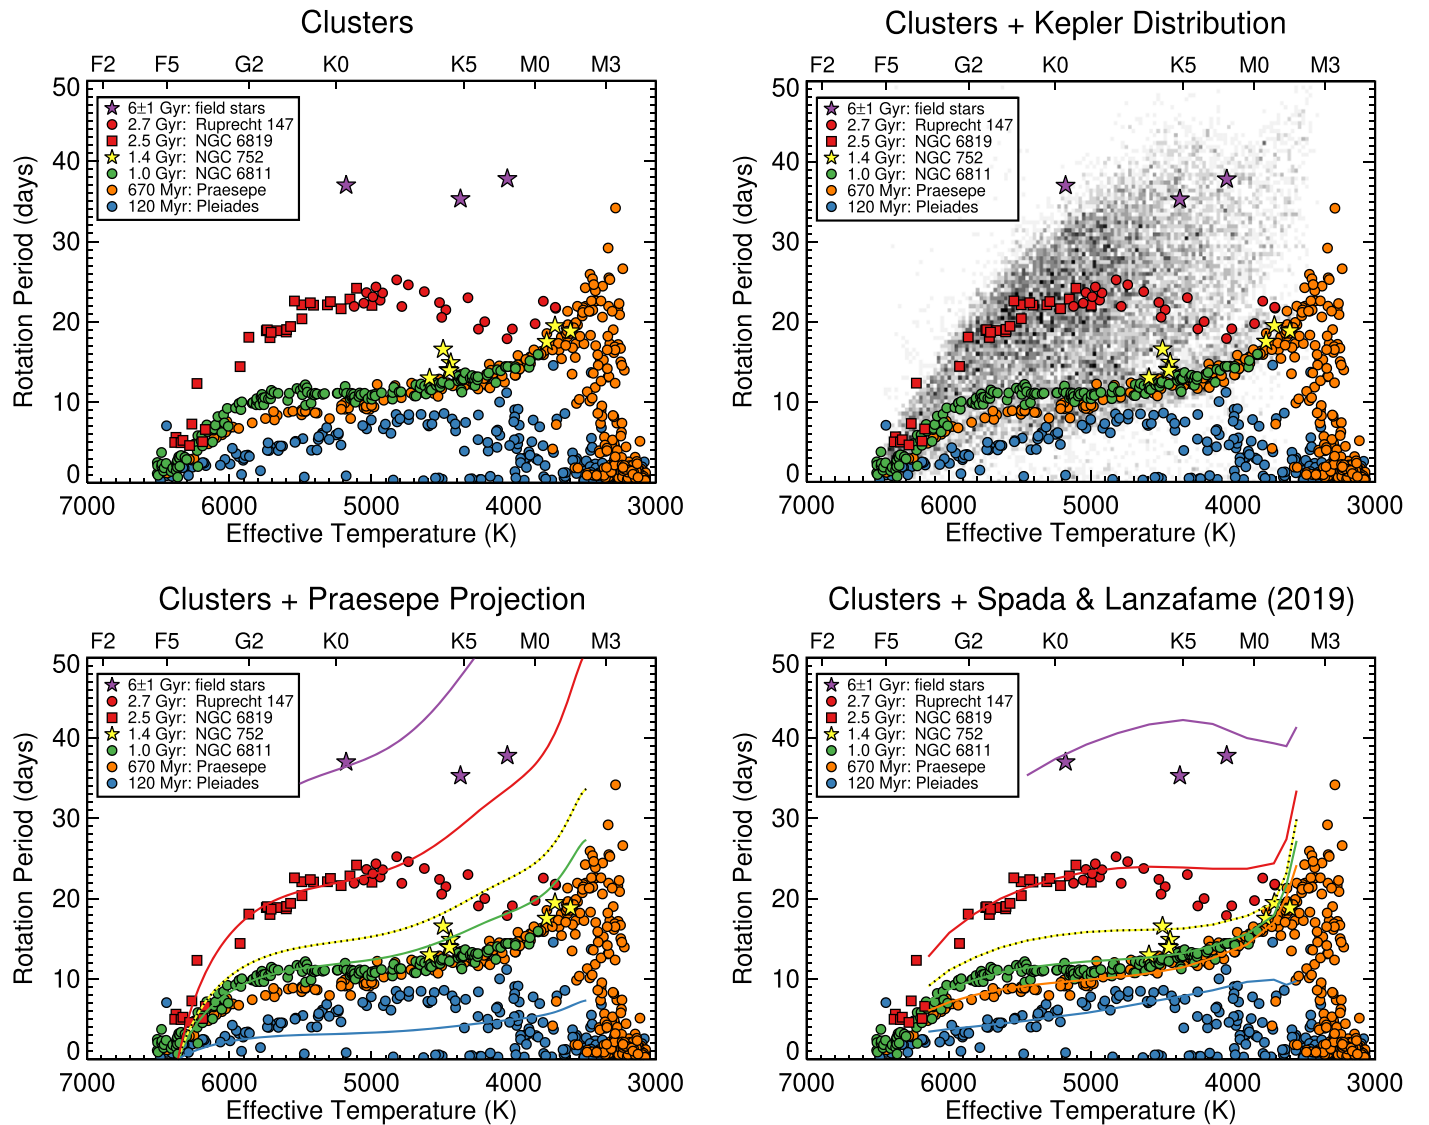 Clusters
F2 F5 G2 K0 K5 M0 M3
50
40
30
20
10
0
Rotation Period (days)
6±1 Gyr: field stars
2.7 Gyr: Ruprecht 147
2.5 Gyr: NGC 6819
1.4 Gyr: NGC 752
1.0 Gyr: NGC 6811
670 Myr: Praesepe
120 Myr: Pleiades
7000 6000 5000 4000 3000
Effective Temperature (K)
Clusters + Kepler Distribution
F2 F5 G2 K0 K5 M0 M3
50
40
30
20
10
0
Rotation Period (days)
6±1 Gyr: field stars
2.7 Gyr: Ruprecht 147
2.5 Gyr: NGC 6819
1.4 Gyr: NGC 752
1.0 Gyr: NGC 6811
670 Myr: Praesepe
120 Myr: Pleiades
7000 6000 5000 4000 3000
Effective Temperature (K)
Clusters + Praesepe Projection
F2 F5 G2 K0 K5 M0 M3
50
40
30
20
10
0
Rotation Period (days)
6±1 Gyr: field stars
2.7 Gyr: Ruprecht 147
2.5 Gyr: NGC 6819
1.4 Gyr: NGC 752
1.0 Gyr: NGC 6811
670 Myr: Praesepe
120 Myr: Pleiades
7000 6000 5000 4000 3000
Effective Temperature (K)
Clusters + Spada & Lanzafame (2019)
F2 F5 G2 K0 K5 M0 M3
50
40
30
20
10
0
Rotation Period (days)
6±1 Gyr: field stars
2.7 Gyr: Ruprecht 147
2.5 Gyr: NGC 6819
1.4 Gyr: NGC 752
1.0 Gyr: NGC 6811
670 Myr: Praesepe
120 Myr: Pleiades
7000 6000 5000 4000 3000
Effective Temperature (K)